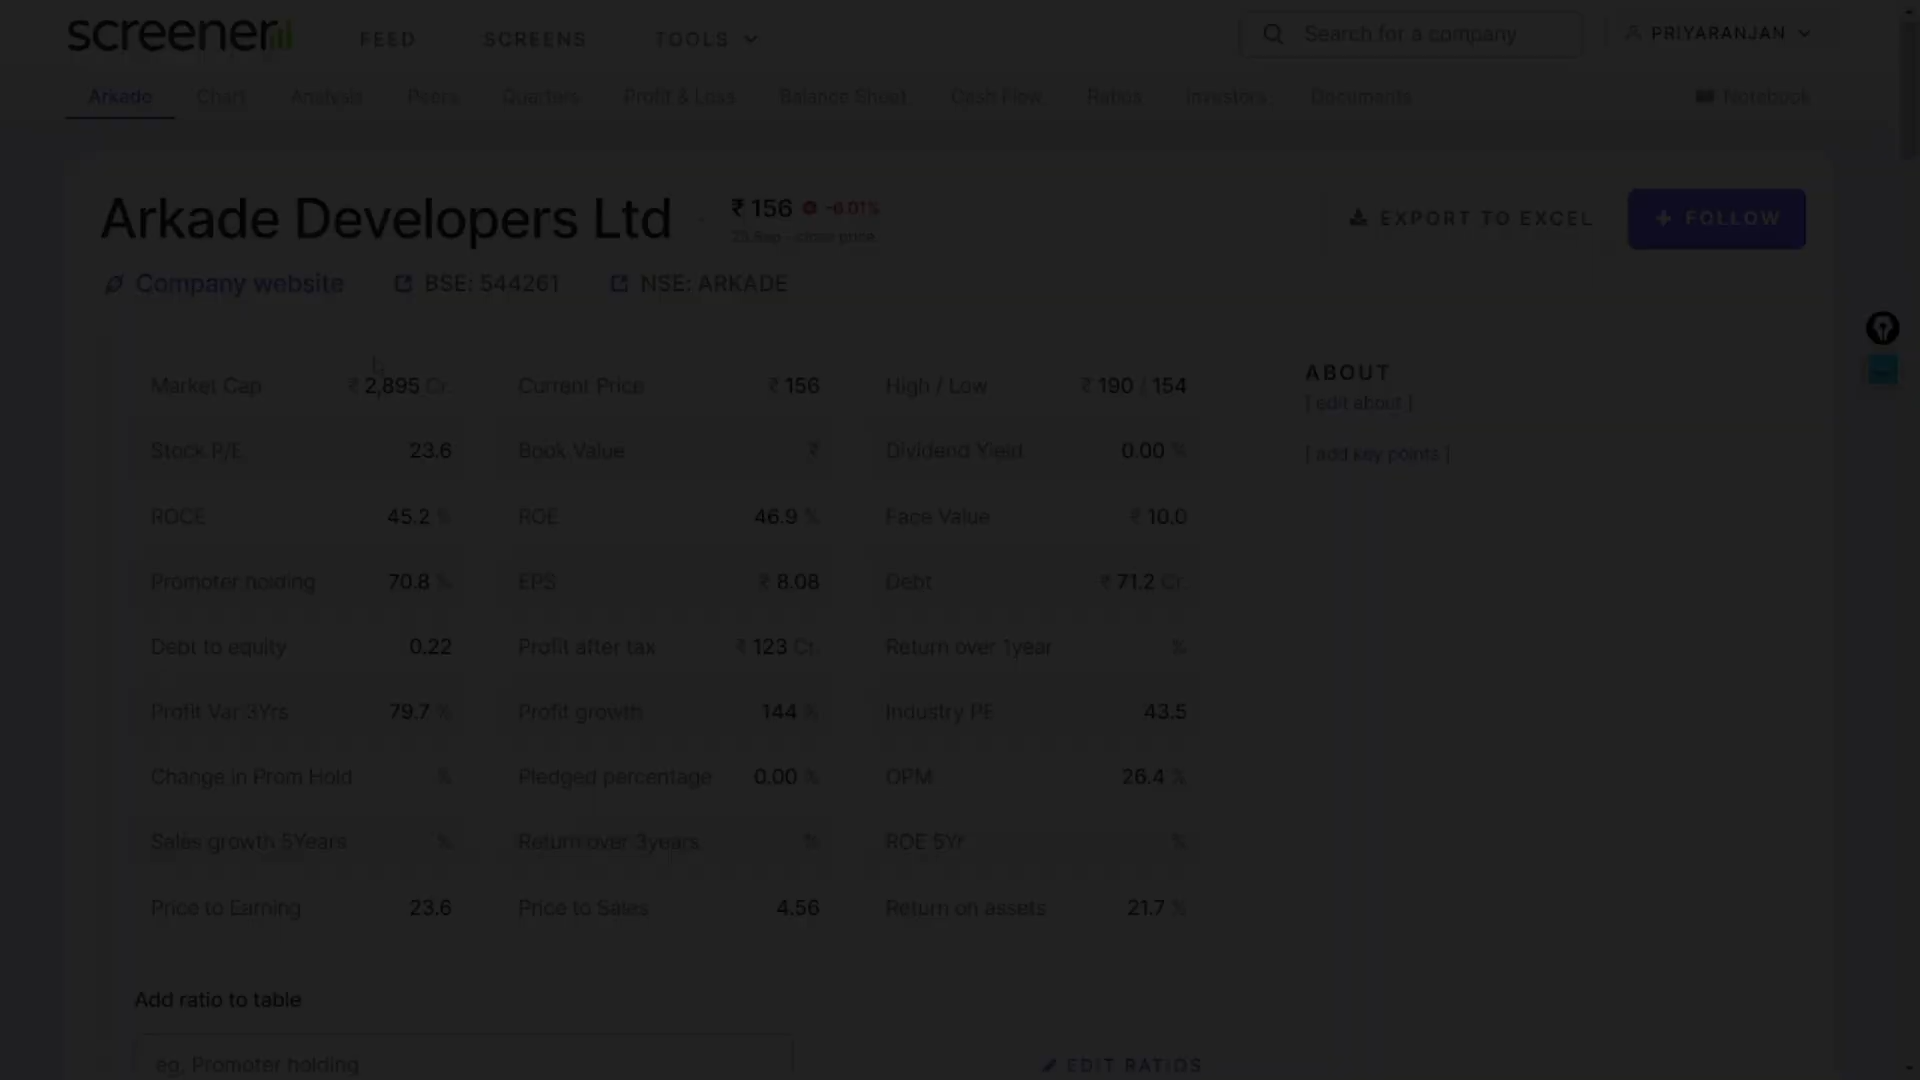 screener
FEED SCREENS TOOLS
Search for a company
PRIYARANJAN
Arkade Chart Analysis Peers Quarters Profit & Loss Balance Sheet Cash Flow Ratios Investors Documents Notebook
Arkade Developers Ltd
₹ 156 -6.01%
23 Sep - close price
EXPORT TO EXCEL
+ FOLLOW
Company website BSE: 544261 NSE: ARKADE
Market Cap ₹ 2,895 Cr. Current Price ₹ 156 High / Low ₹ 190 / 154
Stock P/E 23.6 Book Value ₹ Dividend Yield 0.00 %
ROCE 45.2 % ROE 46.9 % Face Value ₹ 10.0
Promoter holding 70.8 % EPS ₹ 8.08 Debt ₹ 71.2 Cr.
Debt to equity 0.22 Profit after tax ₹ 123 Cr. Return over 1year %
Profit Var 3Yrs 79.7 % Profit growth 144 % Industry PE 43.5
Change in Prom Hold % Pledged percentage 0.00 % OPM 26.4 %
Sales growth 5Years % Return over 3years % ROE 5Yr %
Price to Earning 23.6 Price to Sales 4.56 Return on assets 21.7 %
ABOUT
[ edit about ]
[ add key points ]
Add ratio to table
eg. Promoter holding
EDIT RATIOS